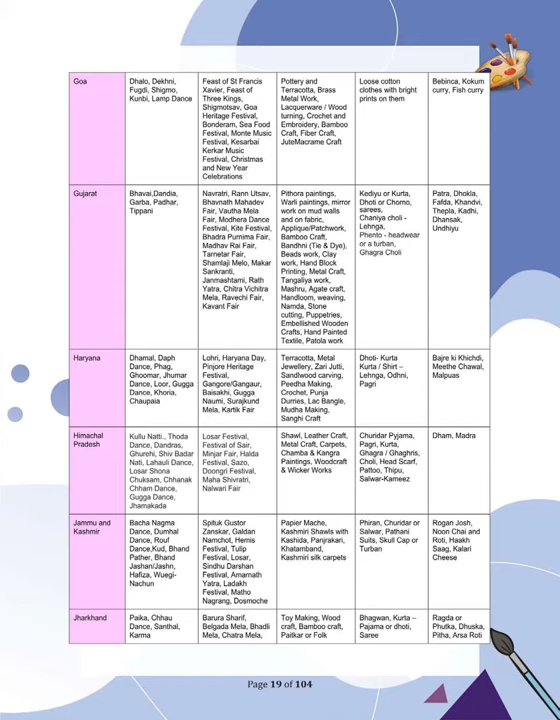 Goa
Dhalo, Dekhni,
Fugdi, Shigmo,
Kunbi, Lamp Dance
Feast of St Francis
Xavier, Feast of
Three Kings,
Shigmotsav, Goa
Heritage Festival,
Bonderam, Sea Food
Festival, Monte Music
Festival, Kesarbai
Kerkar Music
Festival, Christmas
and New Year
Celebrations
Pottery and
Terracotta, Brass
Metal Work,
Lacquerware / Wood
turning, Crochet and
Embroidery, Bamboo
Craft, Fiber Craft,
JuteMacrame Craft
Loose cotton
clothes with bright
prints on them
Bebinca, Kokum
curry, Fish curry
Gujarat
Bhavai,Dandia,
Garba, Padhar,
Tippani
Navratri, Rann Utsav,
Bhavnath Mahadev
Fair, Vautha Mela
Fair, Modhera Dance
Festival, Kite Festival,
Bhadra Purnima Fair,
Madhav Rai Fair,
Tarnetar Fair,
Shamlaji Melo, Makar
Sankranti,
Janmashtami, Rath
Yatra, Chitra Vichitra
Mela, Ravechi Fair,
Kavant Fair
Pithora paintings,
Warli paintings, mirror
work on mud walls
and on fabric,
Applique/Patchwork,
Bamboo Craft,
Bandhni (Tie & Dye),
Beads work, Clay
work, Hand Block
Printing, Metal Craft,
Tangaliya work,
Mashru, Agate craft,
Handloom, weaving,
Namda, Stone
cutting, Puppetries,
Embellished Wooden
Crafts, Hand Painted
Textile, Patola work
Kediyu or Kurta,
Dhoti or Chorno,
sarees,
Chaniya choli -
Lehnga,
Phento - headwear
or a turban,
Ghagra Choli
Patra, Dhokla,
Fafda, Khandvi,
Thepla, Kadhi,
Dhansak,
Undhiyu
Haryana
Dhamal, Daph
Dance, Phag,
Ghoomar, Jhumar
Dance, Loor, Gugga
Dance, Khoria,
Chaupaia
Lohri, Haryana Day,
Pinjore Heritage
Festival,
Gangore/Gangaur,
Baisakhi, Gugga
Naumi, Surajkund
Mela, Kartik Fair
Terracotta, Metal
Jewellery, Zari Jutti,
Sandlwood carving,
Peedha Making,
Crochet, Punja
Durries, Lac Bangle,
Mudha Making,
Sanghi Craft
Dhoti- Kurta
Kurta / Shirt –
Lehnga, Odhni,
Pagri
Bajre ki Khichdi,
Meethe Chawal,
Malpuas
Himachal
Pradesh
Kullu Natti., Thoda
Dance, Dandras,
Ghurehi, Shiv Badar
Nati, Lahauli Dance,
Losar Shona
Chuksam, Chhanak
Chham Dance,
Gugga Dance,
Jhamakada
Losar Festival,
Festival of Sair,
Minjar Fair, Halda
Festival, Sazo,
Doongri Festival,
Maha Shivratri,
Nalwari Fair
Shawl, Leather Craft,
Metal Craft, Carpets,
Chamba & Kangra
Paintings, Woodcraft
& Wicker Works
Churidar Pyjama,
Pagri, Kurta,
Ghagra / Ghaghris,
Choli, Head Scarf,
Pattoo, Thipu,
Salwar-Kameez
Dham, Madra
Jammu and
Kashmir
Bacha Nagma
Dance, Dumhal
Dance, Rouf
Dance,Kud, Bhand
Pather, Bhand
Jashan/Jashn,
Hafiza, Wuegi-
Nachun
Spituk Gustor
Zanskar, Galdan
Namchot, Hemis
Festival, Tulip
Festival, Losar,
Sindhu Darshan
Festival, Amarnath
Yatra, Ladakh
Festival, Matho
Nagrang, Dosmoche
Papier Mache,
Kashmiri Shawls with
Kashida, Panjrakari,
Khatamband,
Kashmiri silk carpets
Phiran, Churidar or
Salwar, Pathani
Suits, Skull Cap or
Turban
Rogan Josh,
Noon Chai and
Roti, Haakh
Saag, Kalari
Cheese
Jharkhand
Paika, Chhau
Dance, Santhal,
Karma
Barura Sharif,
Belgada Mela, Bhadli
Mela, Chatra Mela,
Toy Making, Wood
craft, Bamboo craft,
Paitkar or Folk
Bhagwan, Kurta –
Pajama or dhoti,
Saree
Ragda or
Phutka, Dhuska,
Pitha, Arsa Roti
Page 19 of 104